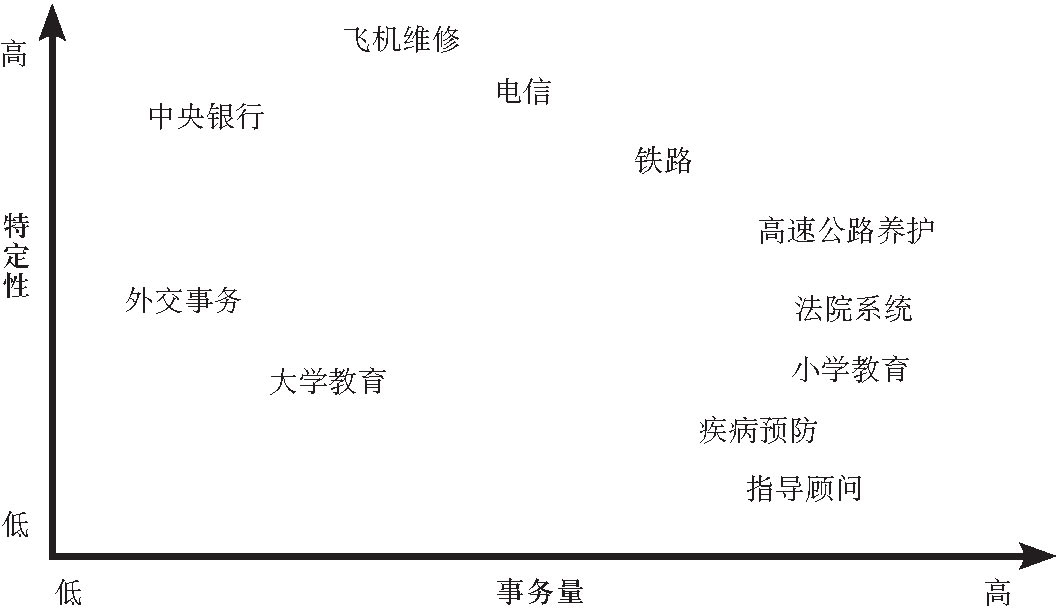 高
飞机维修
电信
中央银行
铁路
特定性
高速公路养护
外交事务
法院系统
小学教育
大学教育
疾病预防
指导顾问
低
低
事务量
高